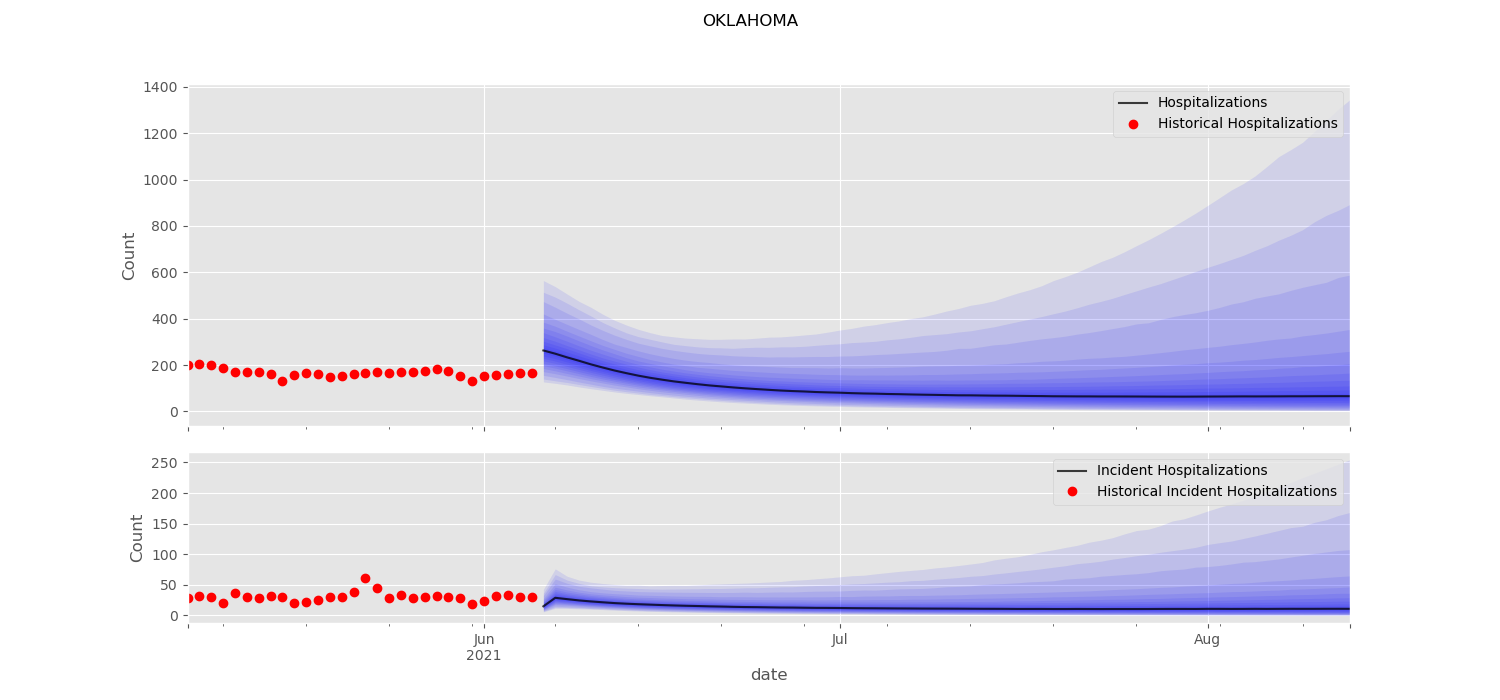 OKLAHOMA
1400
1200
1000
800
600
400
200
0
Count
Hospitalizations
Historical Hospitalizations
250
200
150
100
50
0
Count
Incident Hospitalizations
Historical Incident Hospitalizations
Jun
2021
Jul
Aug
date